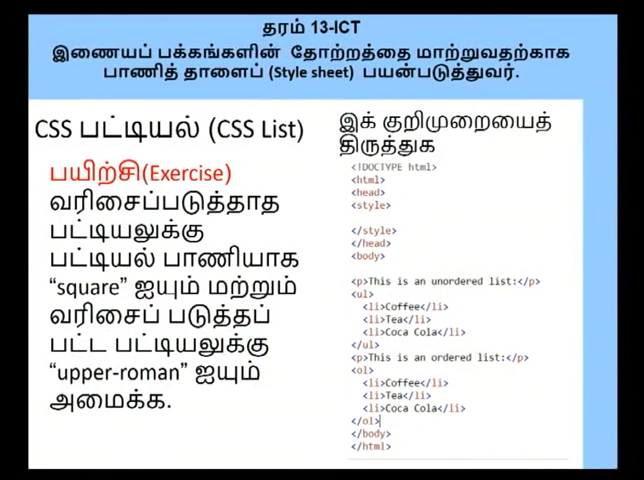 தரம் 13-ICT
இணையப் பக்கங்களின் தோற்றத்தை மாற்றுவதற்காக
பாணித் தாளைப் (Style sheet) பயன்படுத்துவர்.
CSS பட்டியல் (CSS List)
பயிற்சி(Exercise)
வரிசைப்படுத்தாத
பட்டியலுக்கு
பட்டியல் பாணியாக
“square” ஐயும் மற்றும்
வரிசைப் படுத்தப்
பட்ட பட்டியலுக்கு
“upper-roman” ஐயும்
அமைக்க.
இக் குறிமுறையைத்
திருத்துக
<!DOCTYPE html>
<html>
<head>
<style>
</style>
</head>
<body>
<p>This is an unordered list:</p>
<ul>
<li>Coffee</li>
<li>Tea</li>
<li>Coca Cola</li>
</ul>
<p>This is an ordered list:</p>
<ol>
<li>Coffee</li>
<li>Tea</li>
<li>Coca Cola</li>
</ol>
</body>
</html>